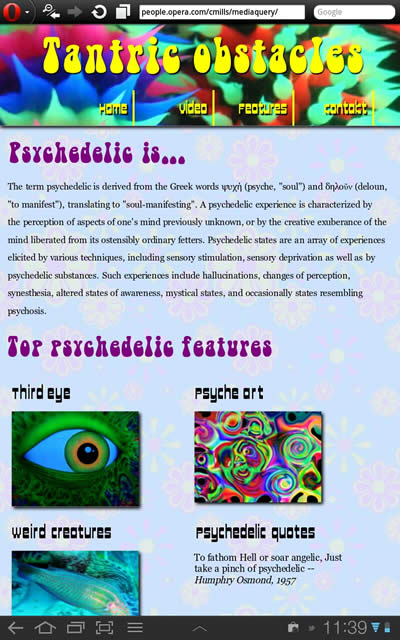 people.opera.com/cmills/mediaquery/
Google
Tantric obstacles
Home
Video
Features
Contakt
Psychedelic is...
The term psychedelic is derived from the Greek words ψυχή (psyche, "soul") and δηλοῦν (deloun,
"to manifest"), translating to "soul-manifesting". A psychedelic experience is characterized by
the perception of aspects of one's mind previously unknown, or by the creative exuberance of the
mind liberated from its ostensibly ordinary fetters. Psychedelic states are an array of experiences
elicited by various techniques, including sensory stimulation, sensory deprivation as well as by
psychedelic substances. Such experiences include hallucinations, changes of perception,
synesthesia, altered states of awareness, mystical states, and occasionally states resembling
psychosis.
Top psychedelic features
Third eye
Psyche art
Weird creatures
Psychedelic quotes
To fathom Hell or soar angelic, Just
take a pinch of psychedelic --
Humphry Osmond, 1957
11:39